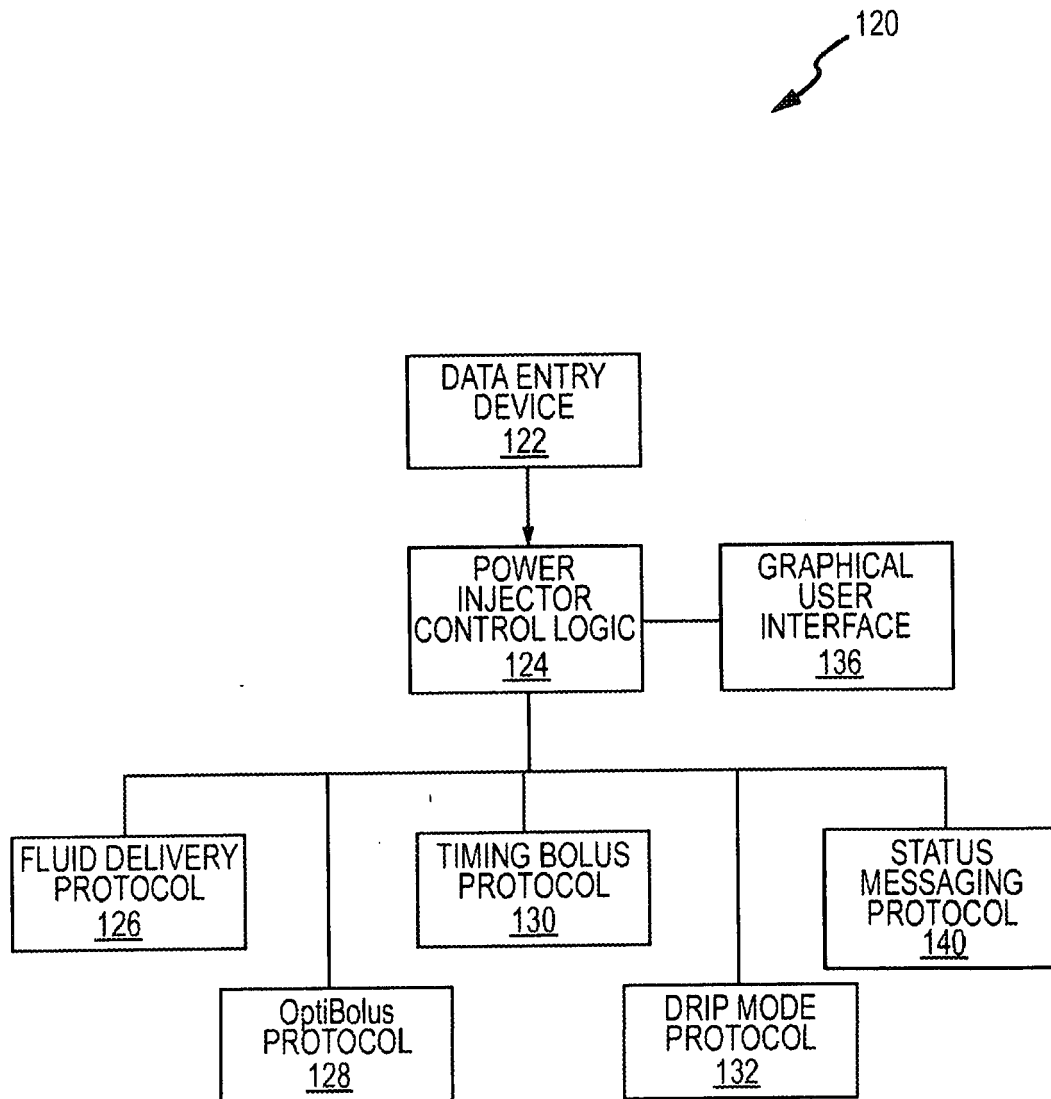 120
DATA ENTRY
DEVICE
122
POWER
INJECTOR
CONTROL LOGIC
124
GRAPHICAL
USER
INTERFACE
136
FLUID DELIVERY
PROTOCOL
126
TIMING BOLUS
PROTOCOL
130
STATUS
MESSAGING
PROTOCOL
140
OptiBolus
PROTOCOL
128
DRIP MODE
PROTOCOL
132